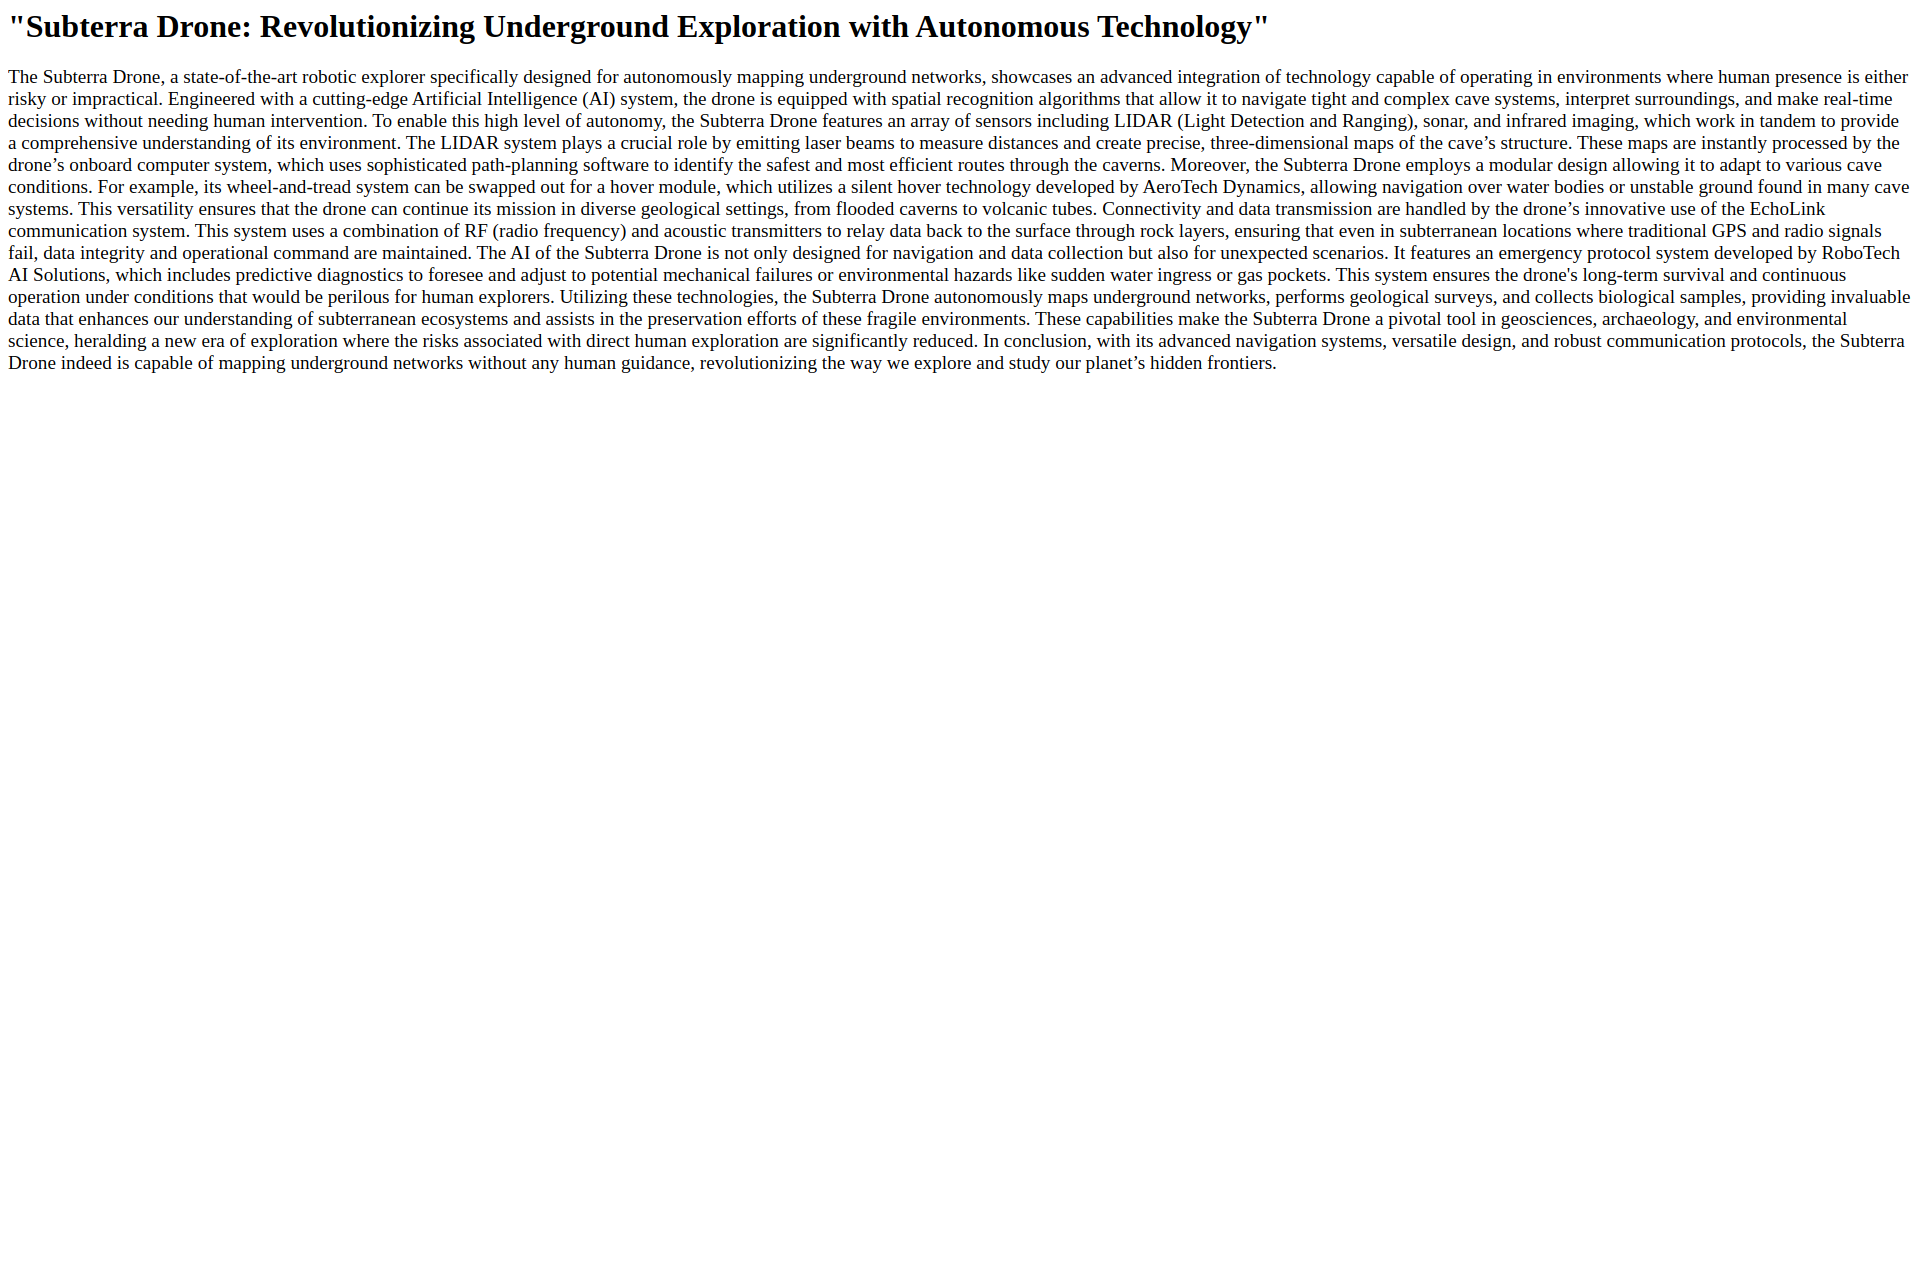 "Subterra Drone: Revolutionizing Underground Exploration with Autonomous Technology"
The Subterra Drone, a state-of-the-art robotic explorer specifically designed for autonomously mapping underground networks, showcases an advanced integration of technology capable of operating in environments where human presence is either
risky or impractical. Engineered with a cutting-edge Artificial Intelligence (AI) system, the drone is equipped with spatial recognition algorithms that allow it to navigate tight and complex cave systems, interpret surroundings, and make real-time
decisions without needing human intervention. To enable this high level of autonomy, the Subterra Drone features an array of sensors including LIDAR (Light Detection and Ranging), sonar, and infrared imaging, which work in tandem to provide
a comprehensive understanding of its environment. The LIDAR system plays a crucial role by emitting laser beams to measure distances and create precise, three-dimensional maps of the cave’s structure. These maps are instantly processed by the
drone’s onboard computer system, which uses sophisticated path-planning software to identify the safest and most efficient routes through the caverns. Moreover, the Subterra Drone employs a modular design allowing it to adapt to various cave
conditions. For example, its wheel-and-tread system can be swapped out for a hover module, which utilizes a silent hover technology developed by AeroTech Dynamics, allowing navigation over water bodies or unstable ground found in many cave
systems. This versatility ensures that the drone can continue its mission in diverse geological settings, from flooded caverns to volcanic tubes. Connectivity and data transmission are handled by the drone’s innovative use of the EchoLink
communication system. This system uses a combination of RF (radio frequency) and acoustic transmitters to relay data back to the surface through rock layers, ensuring that even in subterranean locations where traditional GPS and radio signals
fail, data integrity and operational command are maintained. The AI of the Subterra Drone is not only designed for navigation and data collection but also for unexpected scenarios. It features an emergency protocol system developed by RoboTech
AI Solutions, which includes predictive diagnostics to foresee and adjust to potential mechanical failures or environmental hazards like sudden water ingress or gas pockets. This system ensures the drone's long-term survival and continuous
operation under conditions that would be perilous for human explorers. Utilizing these technologies, the Subterra Drone autonomously maps underground networks, performs geological surveys, and collects biological samples, providing invaluable
data that enhances our understanding of subterranean ecosystems and assists in the preservation efforts of these fragile environments. These capabilities make the Subterra Drone a pivotal tool in geosciences, archaeology, and environmental
science, heralding a new era of exploration where the risks associated with direct human exploration are significantly reduced. In conclusion, with its advanced navigation systems, versatile design, and robust communication protocols, the Subterra
Drone indeed is capable of mapping underground networks without any human guidance, revolutionizing the way we explore and study our planet’s hidden frontiers.